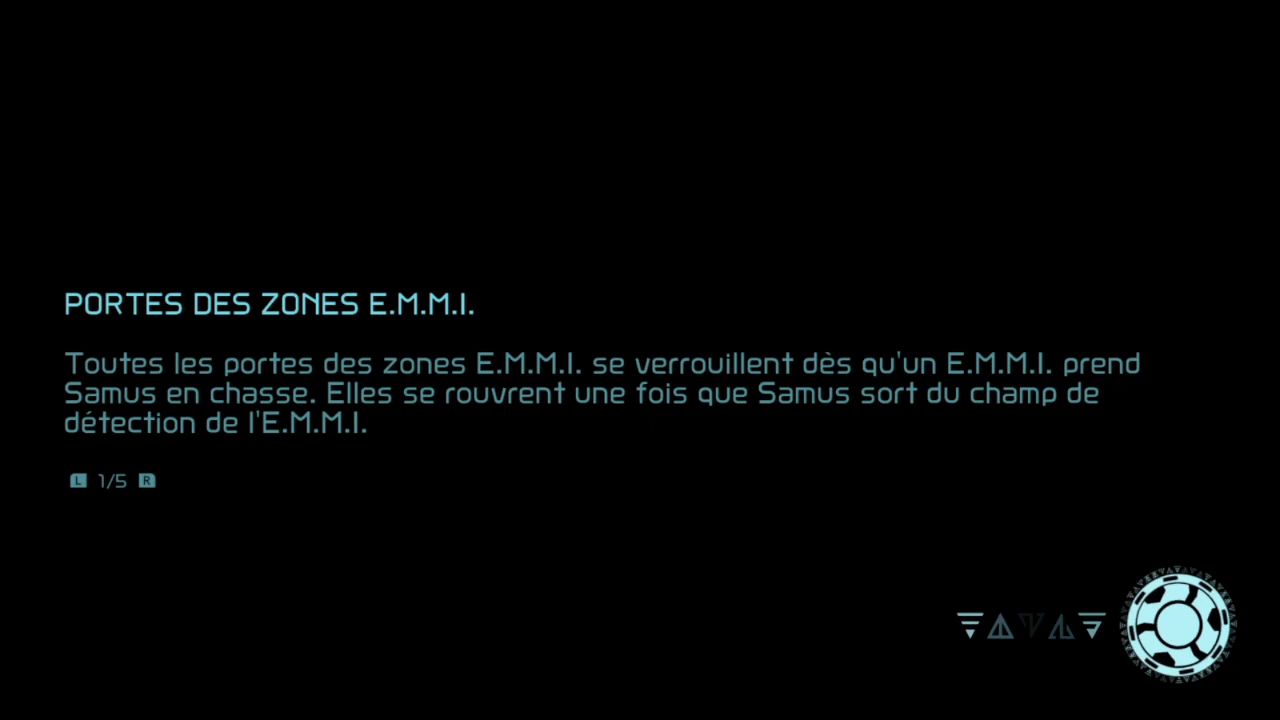 PORTES DES ZONES E.M.M.I.
Toutes les portes des zones E.M.M.I. se verrouillent dès qu'un E.M.M.I. prend
Samus en chasse. Elles se rouvrent une fois que Samus sort du champ de
détection de l'E.M.M.I.
L 1/5 R